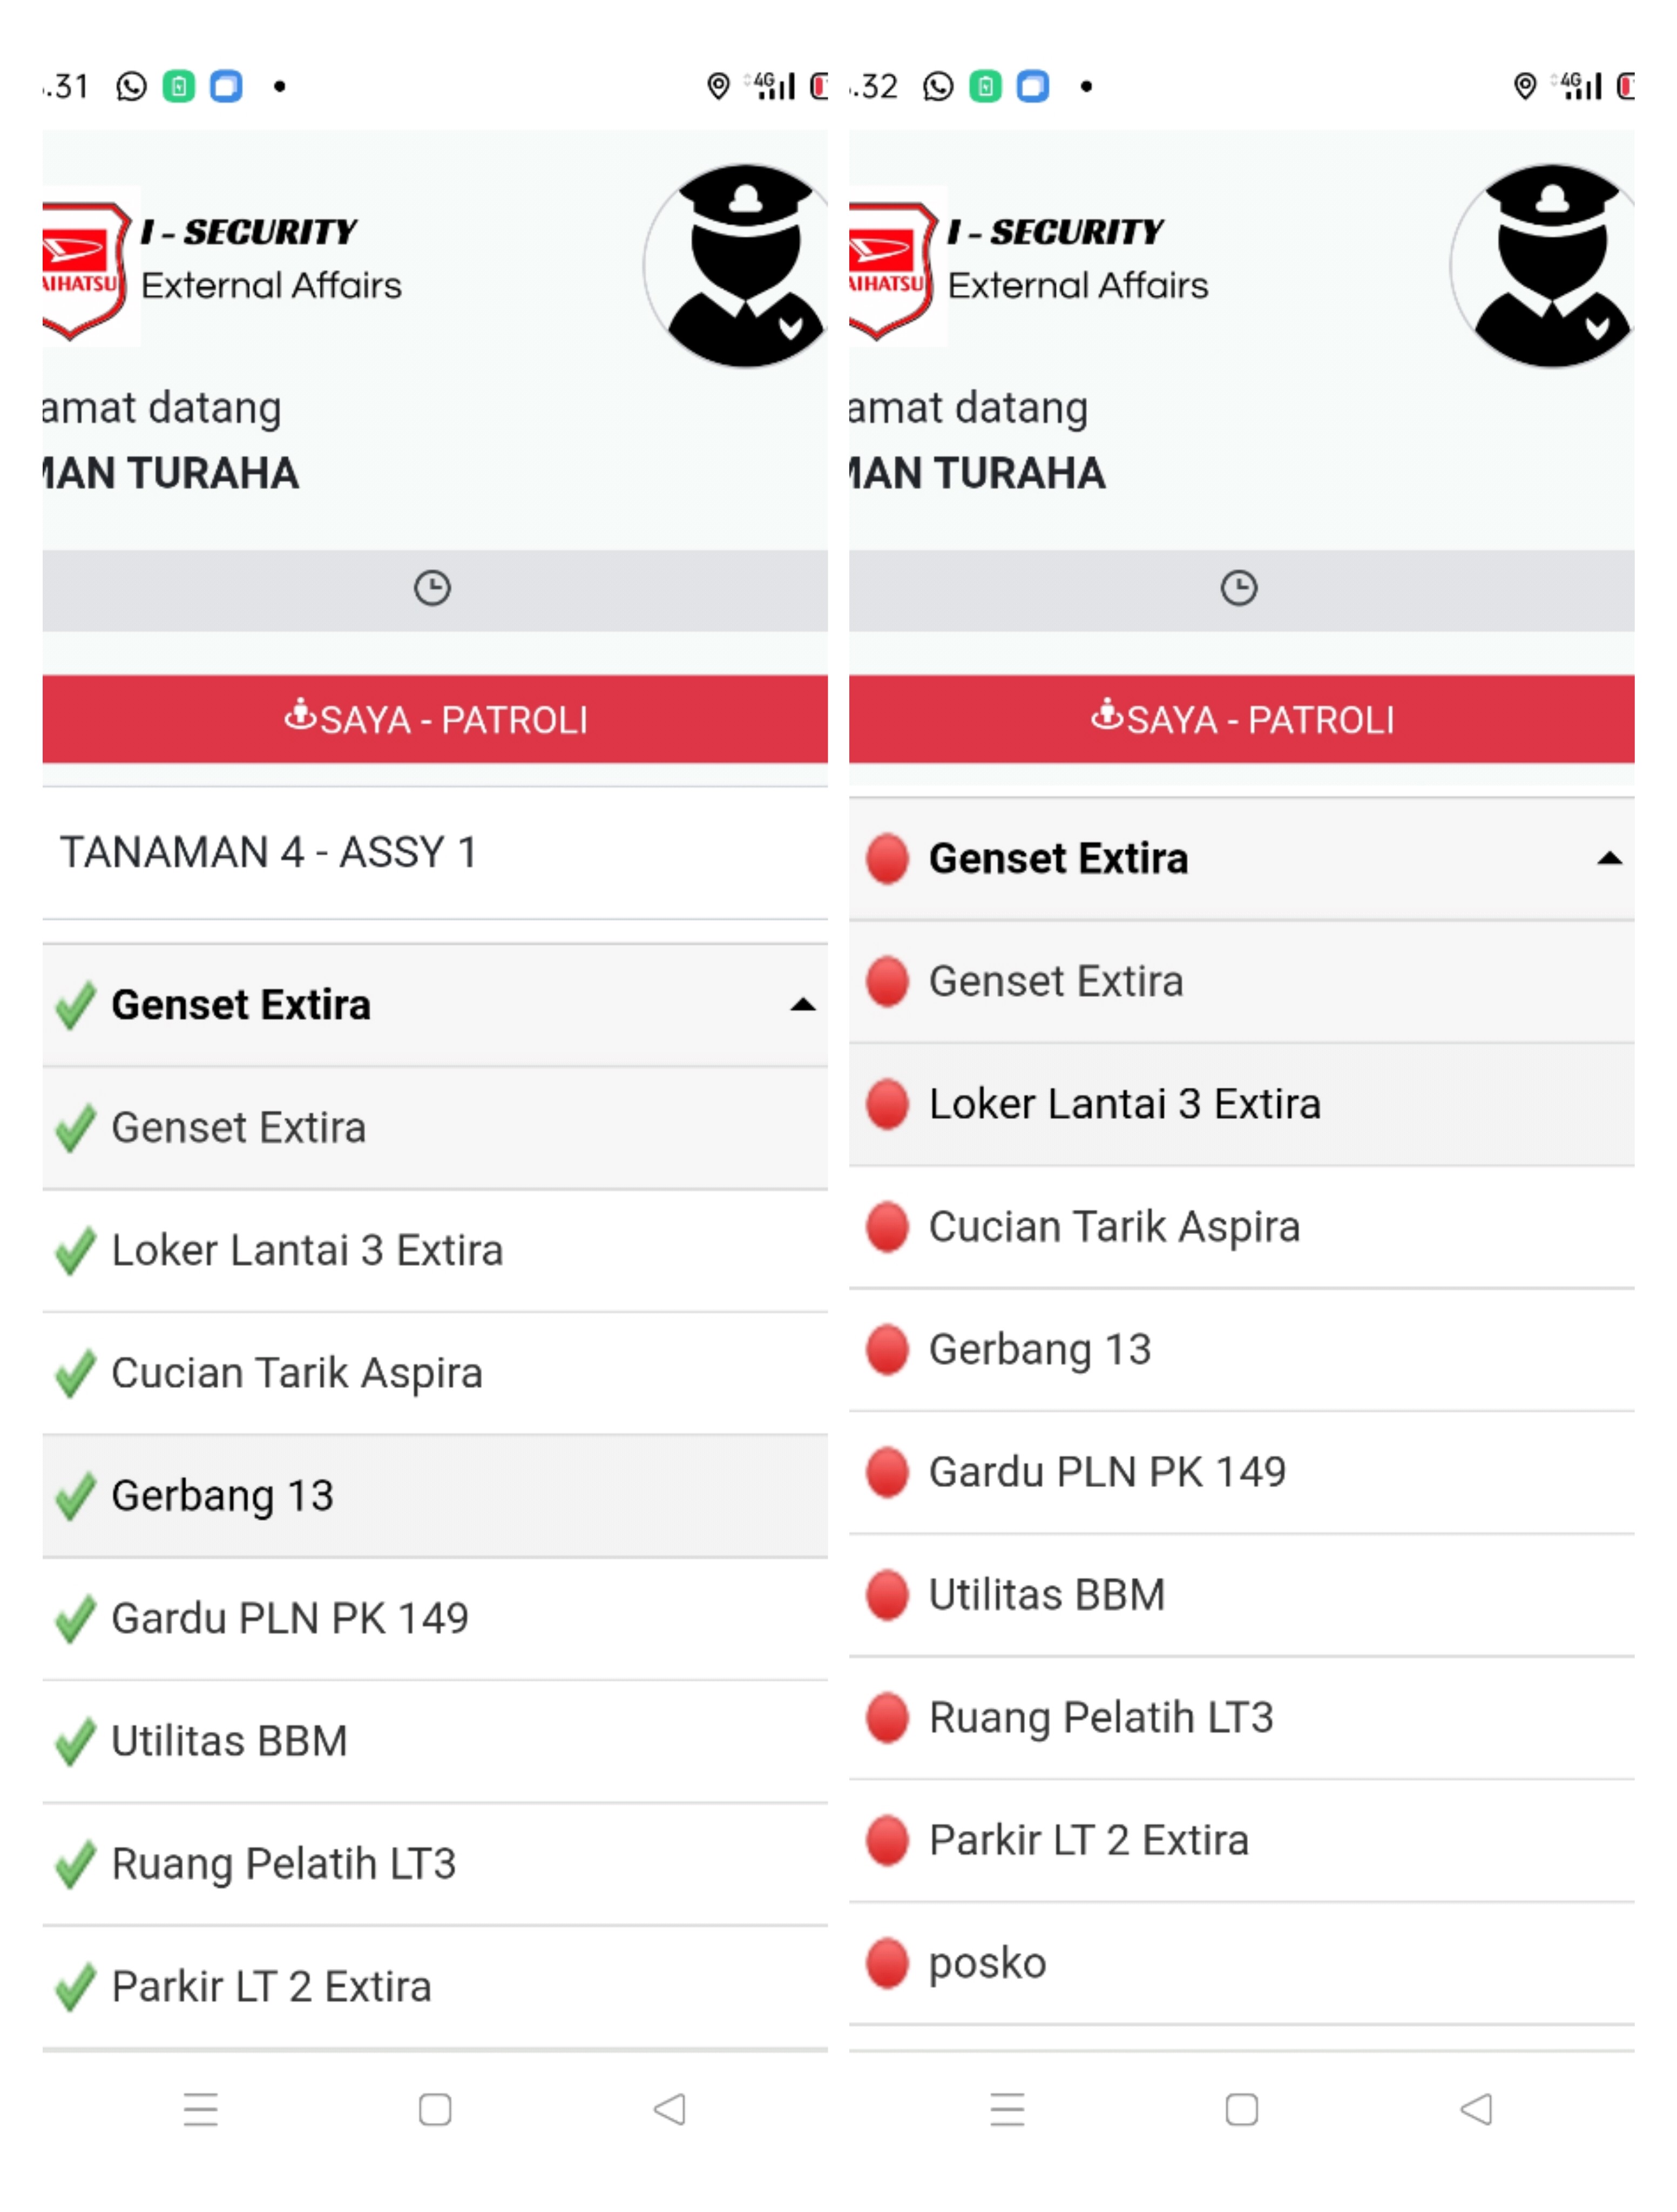 .31
4G
I - SECURITY
External Affairs
AIHATSU
amat datang
MAN TURAHA
SAYA - PATROLI
TANAMAN 4 - ASSY 1
Genset Extira
Genset Extira
Loker Lantai 3 Extira
Cucian Tarik Aspira
Gerbang 13
Gardu PLN PK 149
Utilitas BBM
Ruang Pelatih LT3
Parkir LT 2 Extira
.32
4G
I - SECURITY
External Affairs
AIHATSU
amat datang
MAN TURAHA
SAYA - PATROLI
Genset Extira
Genset Extira
Loker Lantai 3 Extira
Cucian Tarik Aspira
Gerbang 13
Gardu PLN PK 149
Utilitas BBM
Ruang Pelatih LT3
Parkir LT 2 Extira
posko